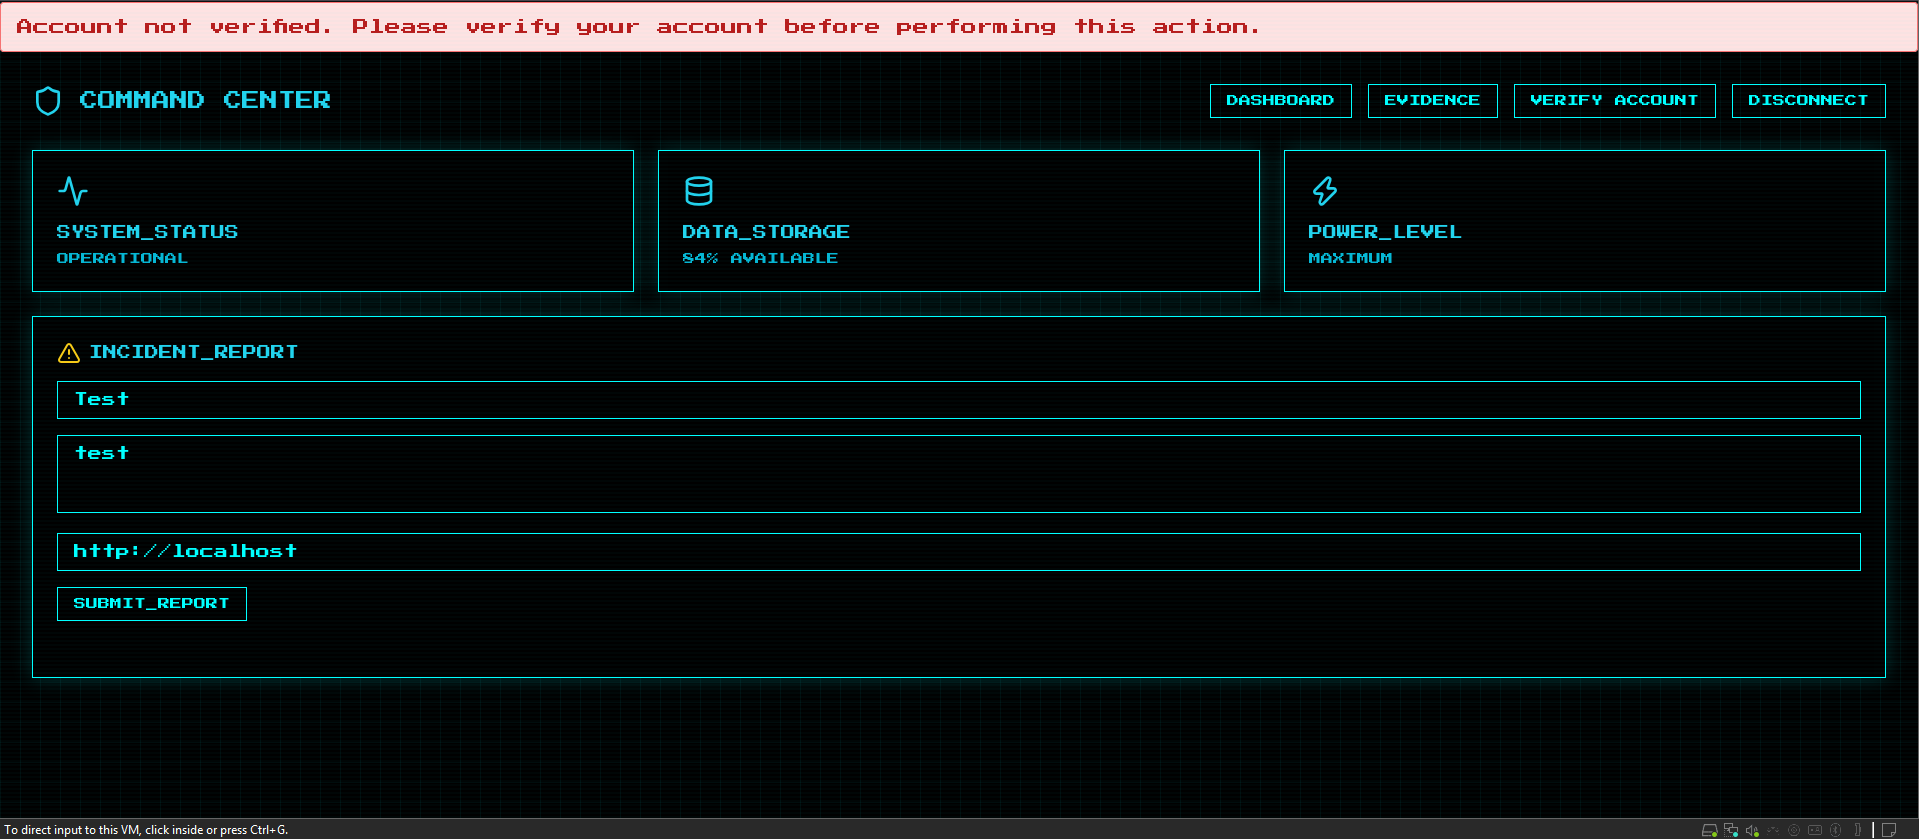 Account not verified. Please verify your account before performing this action.
COMMAND CENTER
DASHBOARD
EVIDENCE
VERIFY ACCOUNT
DISCONNECT
SYSTEM_STATUS
OPERATIONAL
DATA_STORAGE
84% AVAILABLE
POWER_LEVEL
MAXIMUM
INCIDENT_REPORT
Test
test
http://localhost
SUBMIT_REPORT
To direct input to this VM, click inside or press Ctrl+G.